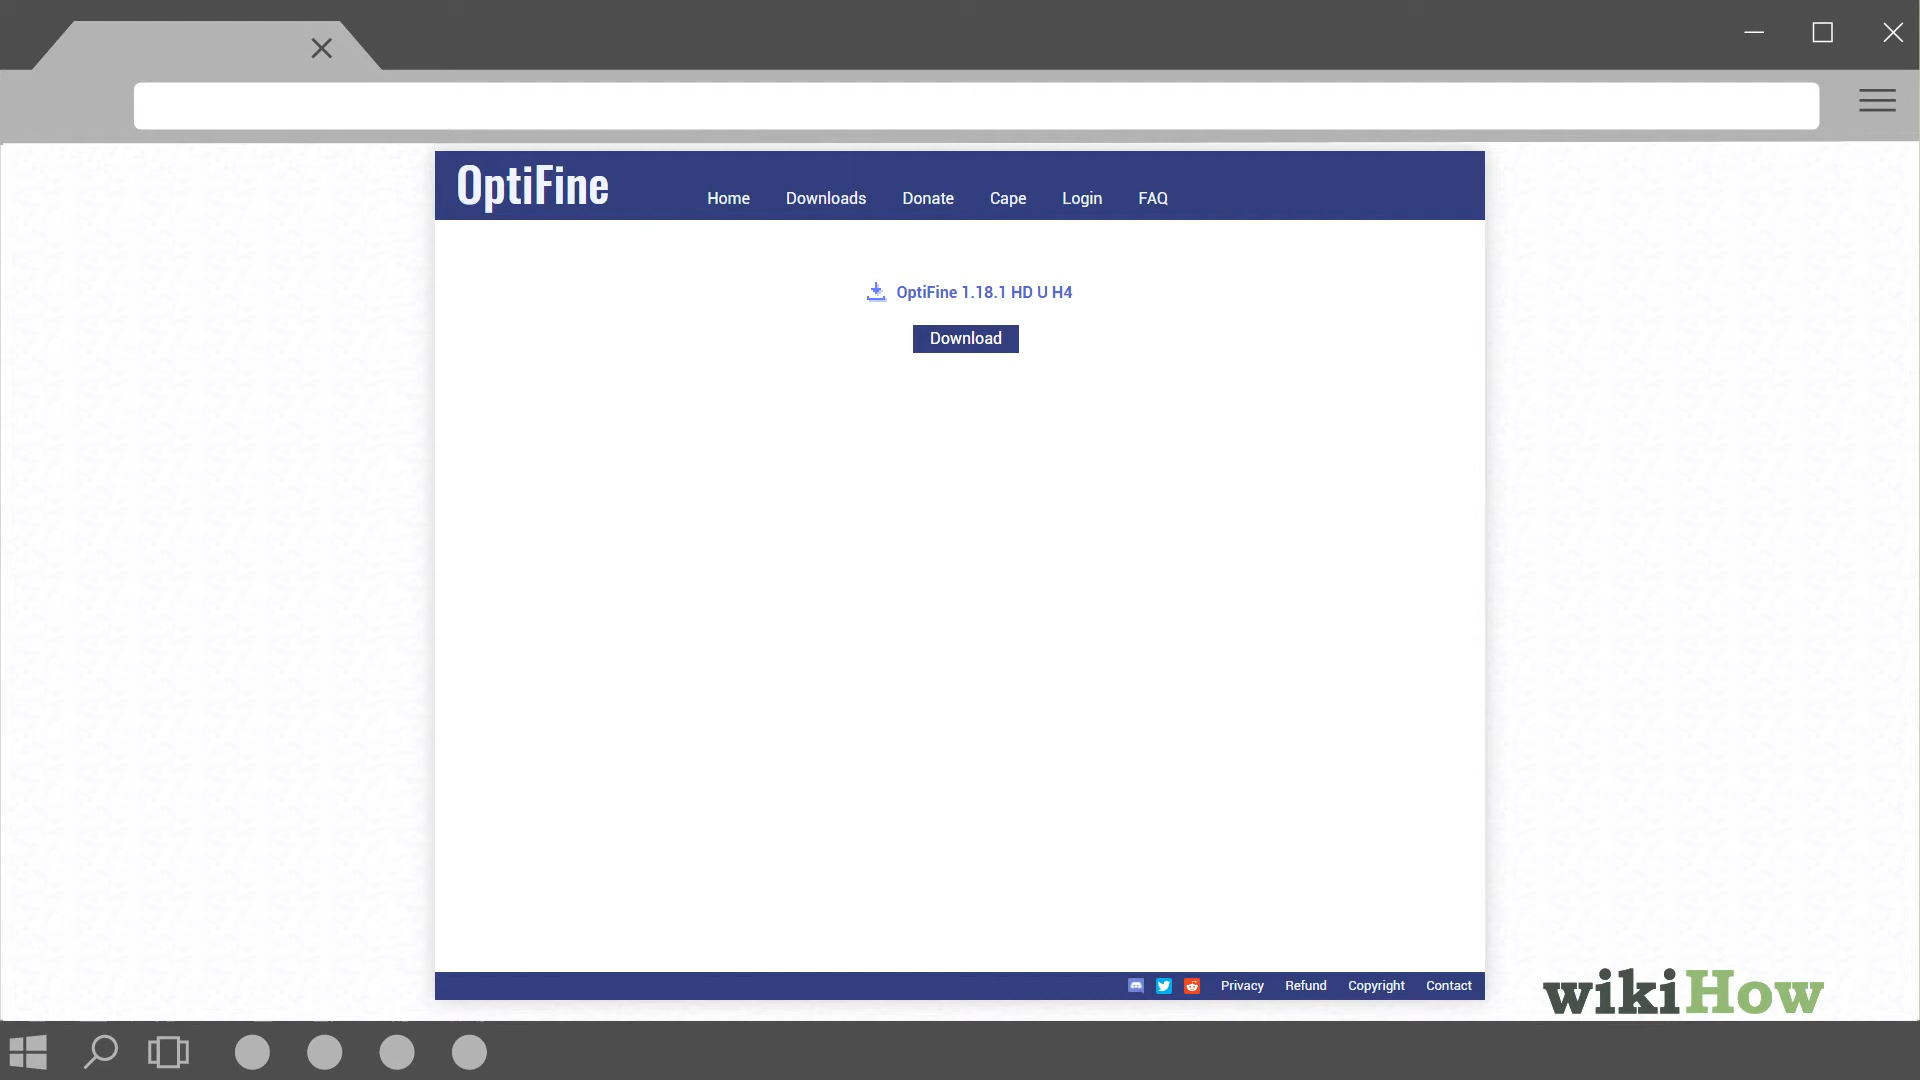 OptiFine
Home Downloads Donate Cape Login FAQ
OptiFine 1.18.1 HD U H4
Download
Privacy Refund Copyright Contact
wikiHow